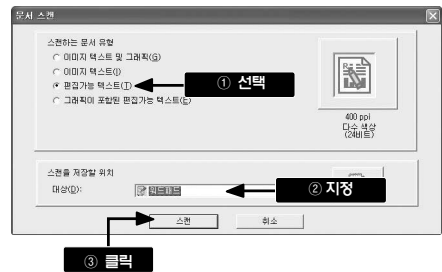 문서 스캔
스캔하는 문서 유형
이미지 텍스트 및 그래픽(G)
이미지 텍스트(I)
편집가능 텍스트(T)
① 선택
그래픽이 포함된 편집가능 텍스트(E)
400 ppi
다수 색상
(24비트)
스캔을 저장할 위치
대상(D):
워드패드
② 지정
스캔
취소
③ 클릭